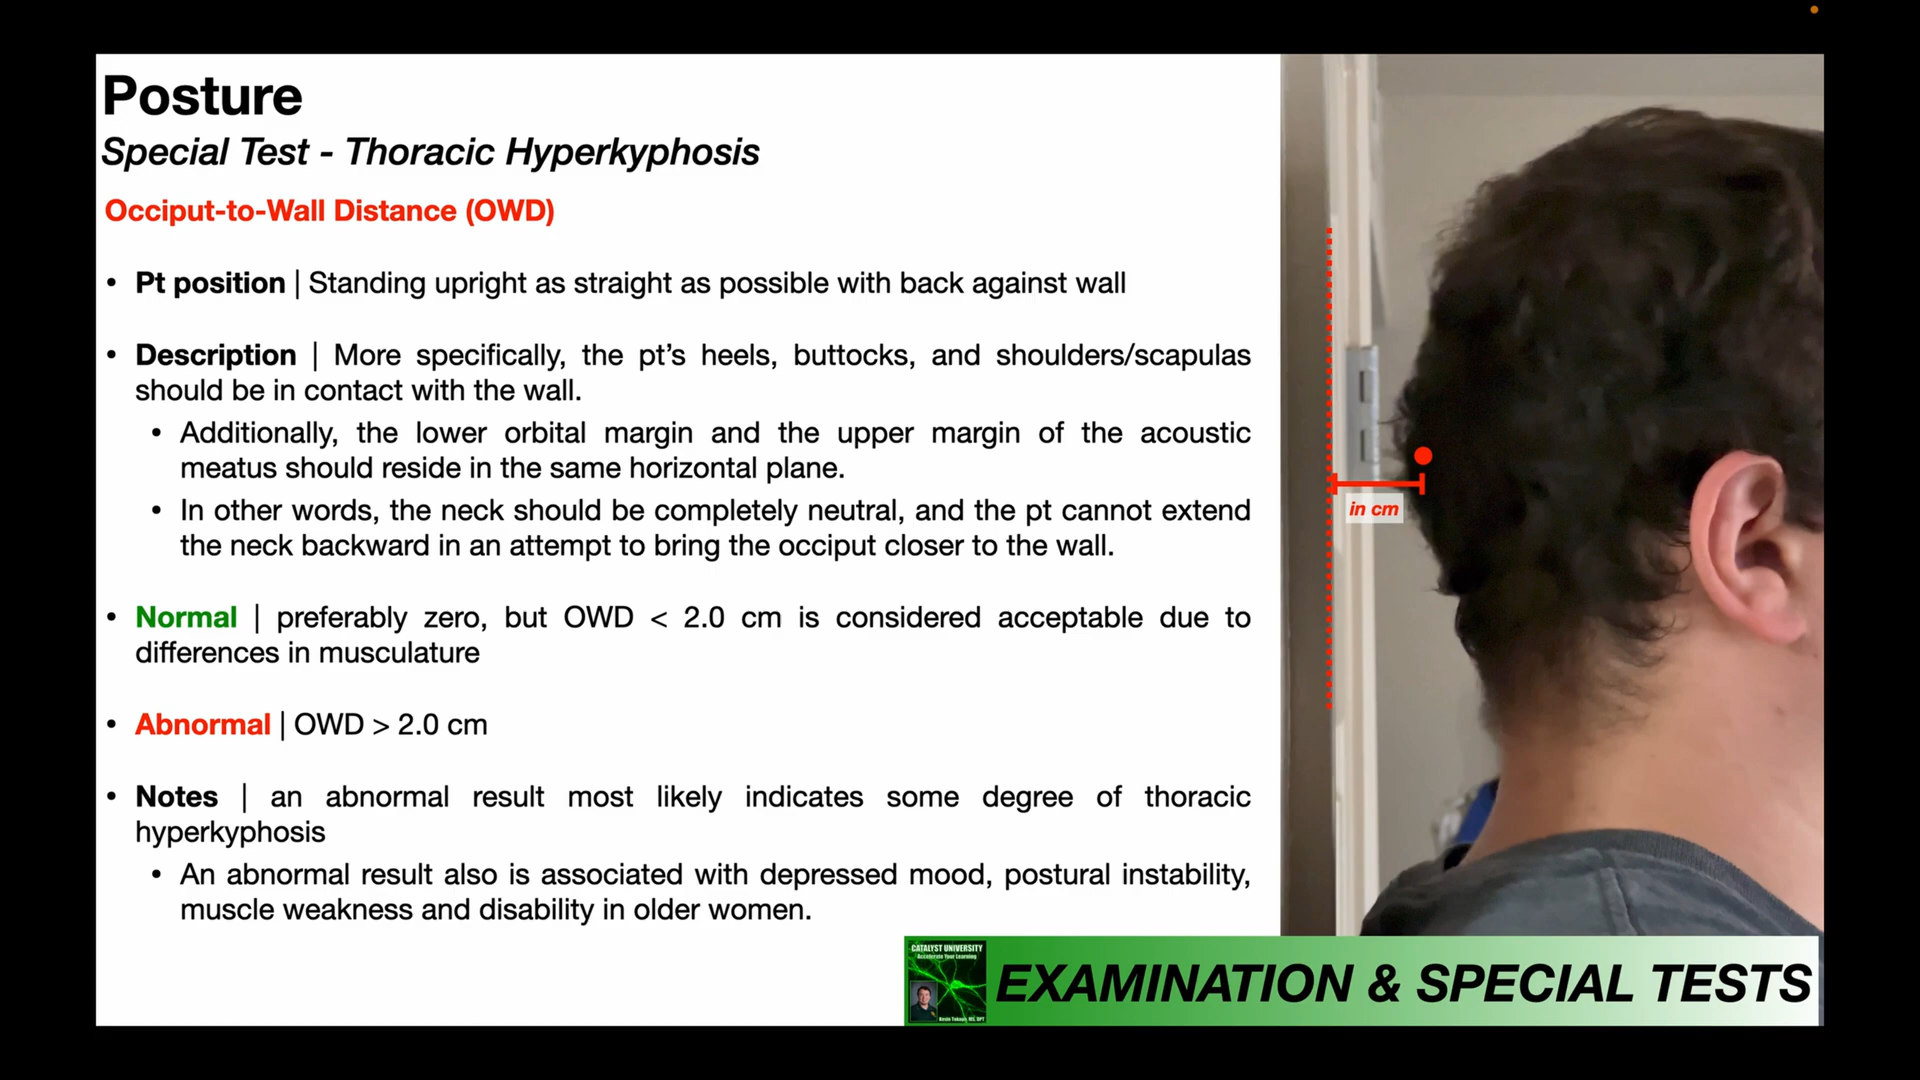 Posture
Special Test - Thoracic Hyperkyphosis
Occiput-to-Wall Distance (OWD)
• Pt position | Standing upright as straight as possible with back against wall
• Description | More specifically, the pt’s heels, buttocks, and shoulders/scapulas
should be in contact with the wall.
• Additionally, the lower orbital margin and the upper margin of the acoustic
meatus should reside in the same horizontal plane.
• In other words, the neck should be completely neutral, and the pt cannot extend
the neck backward in an attempt to bring the occiput closer to the wall.
• Normal | preferably zero, but OWD < 2.0 cm is considered acceptable due to
differences in musculature
• Abnormal | OWD > 2.0 cm
• Notes | an abnormal result most likely indicates some degree of thoracic
hyperkyphosis
• An abnormal result also is associated with depressed mood, postural instability,
muscle weakness and disability in older women.
in cm
CATALYST UNIVERSITY
Accelerate Your Learning
Kevin Tokoph, MS, DPT
EXAMINATION & SPECIAL TESTS